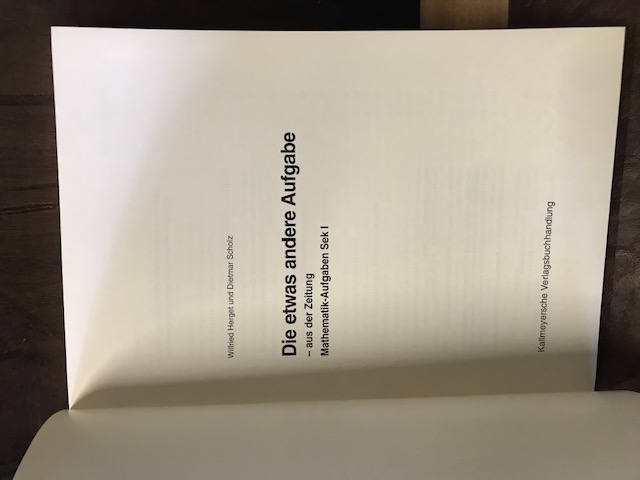 Wilfried Herget und Dietmar Scholz
Die etwas andere Aufgabe
– aus der Zeitung
Mathematik-Aufgaben Sek I
Kallmeyersche Verlagsbuchhandlung